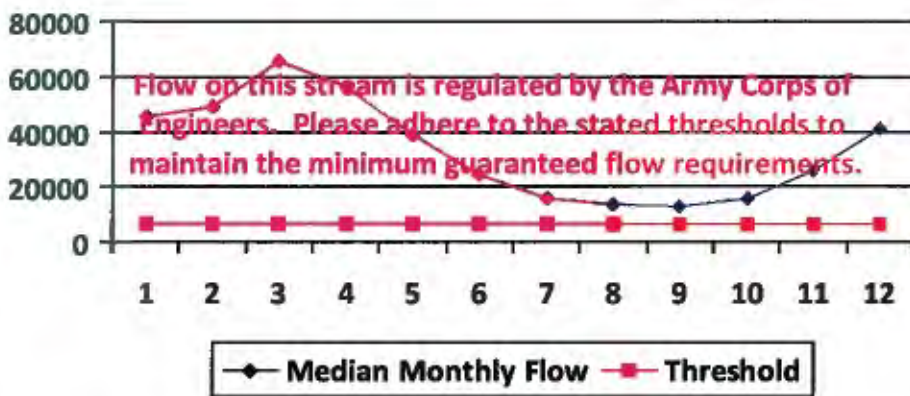 80000
60000
40000
20000
0
Flow on this stream is regulated by the Army Corps of
Engineers. Please adhere to the stated thresholds to
maintain the minimum guaranteed flow requirements.
1 2 3 4 5 6 7 8 9 10 11 12
Median Monthly Flow Threshold